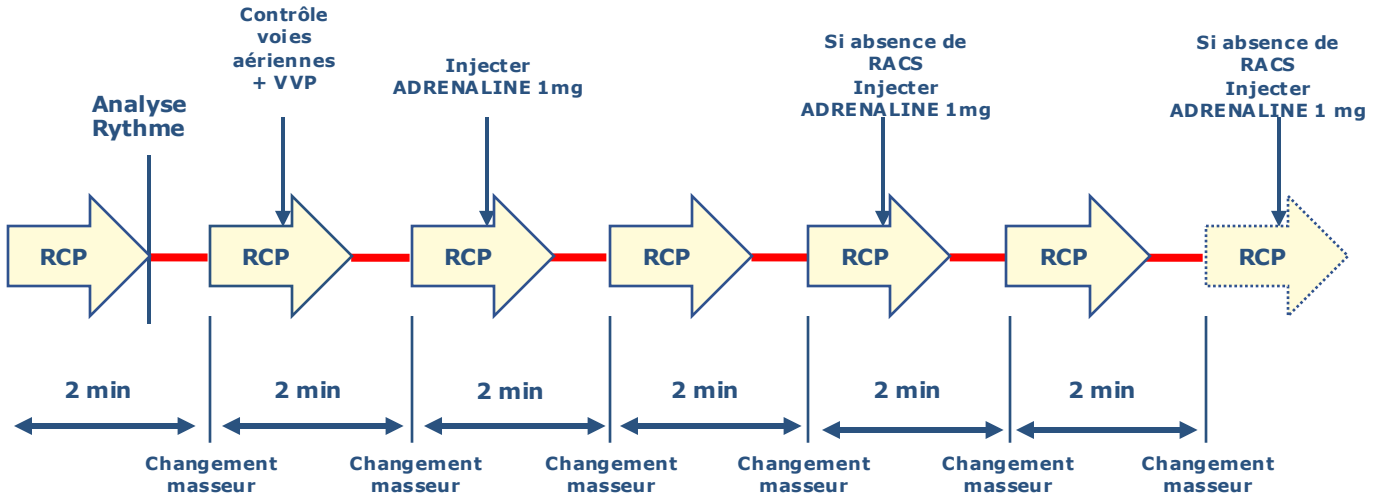 Contrôle
voies
aériennes
+ VVP
Injecter
ADRENALINE 1mg
Si absence de
RACS
Injecter
ADRENALINE 1mg
Si absence de
RACS
Injecter
ADRENALINE 1 mg
Analyse
Rythme
RCP
RCP
RCP
RCP
RCP
RCP
RCP
2 min
2 min
2 min
2 min
2 min
2 min
Changement
masseur
Changement
masseur
Changement
masseur
Changement
masseur
Changement
masseur
Changement
masseur